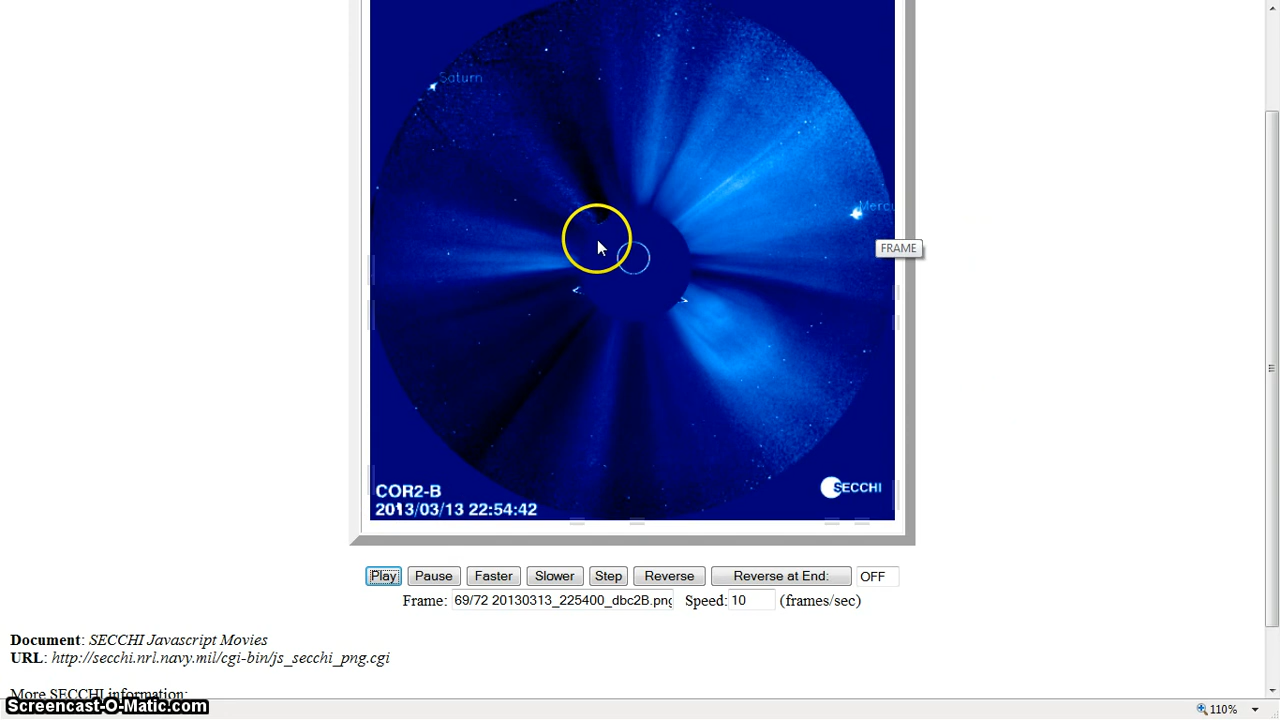 Saturn
Mercu
FRAME
COR2-B
SECCHI
2013/03/13 22:54:42
Play Pause Faster Slower Step Reverse Reverse at End: OFF
Frame: 69/72 20130313_225400_dbc2B.png Speed: 10 (frames/sec)
Document: SECCHI Javascript Movies
URL: http://secchi.nrl.navy.mil/cgi-bin/js_secchi_png.cgi
More SECCHI information:
Screencast-O-Matic.com
110%